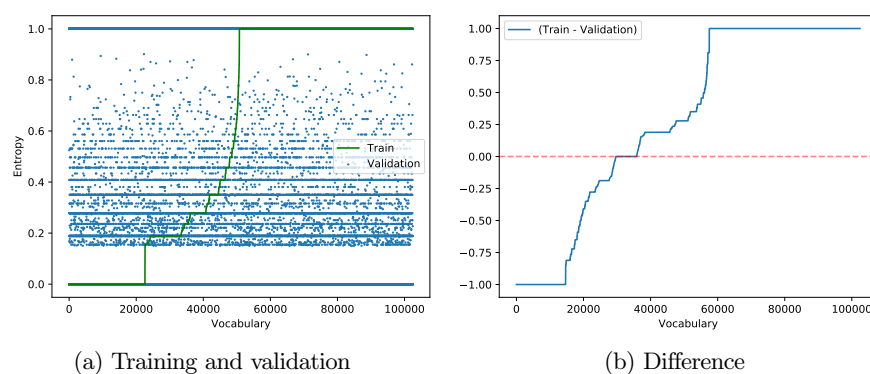 1.0
0.8
0.6
0.4
0.2
0.0
Entropy
Train
Validation
0 20000 40000 60000 80000 100000
Vocabulary
(a) Training and validation
(Train - Validation)
1.00
0.75
0.50
0.25
0.00
−0.25
−0.50
−0.75
−1.00
0 20000 40000 60000 80000 100000
Vocabulary
(b) Difference